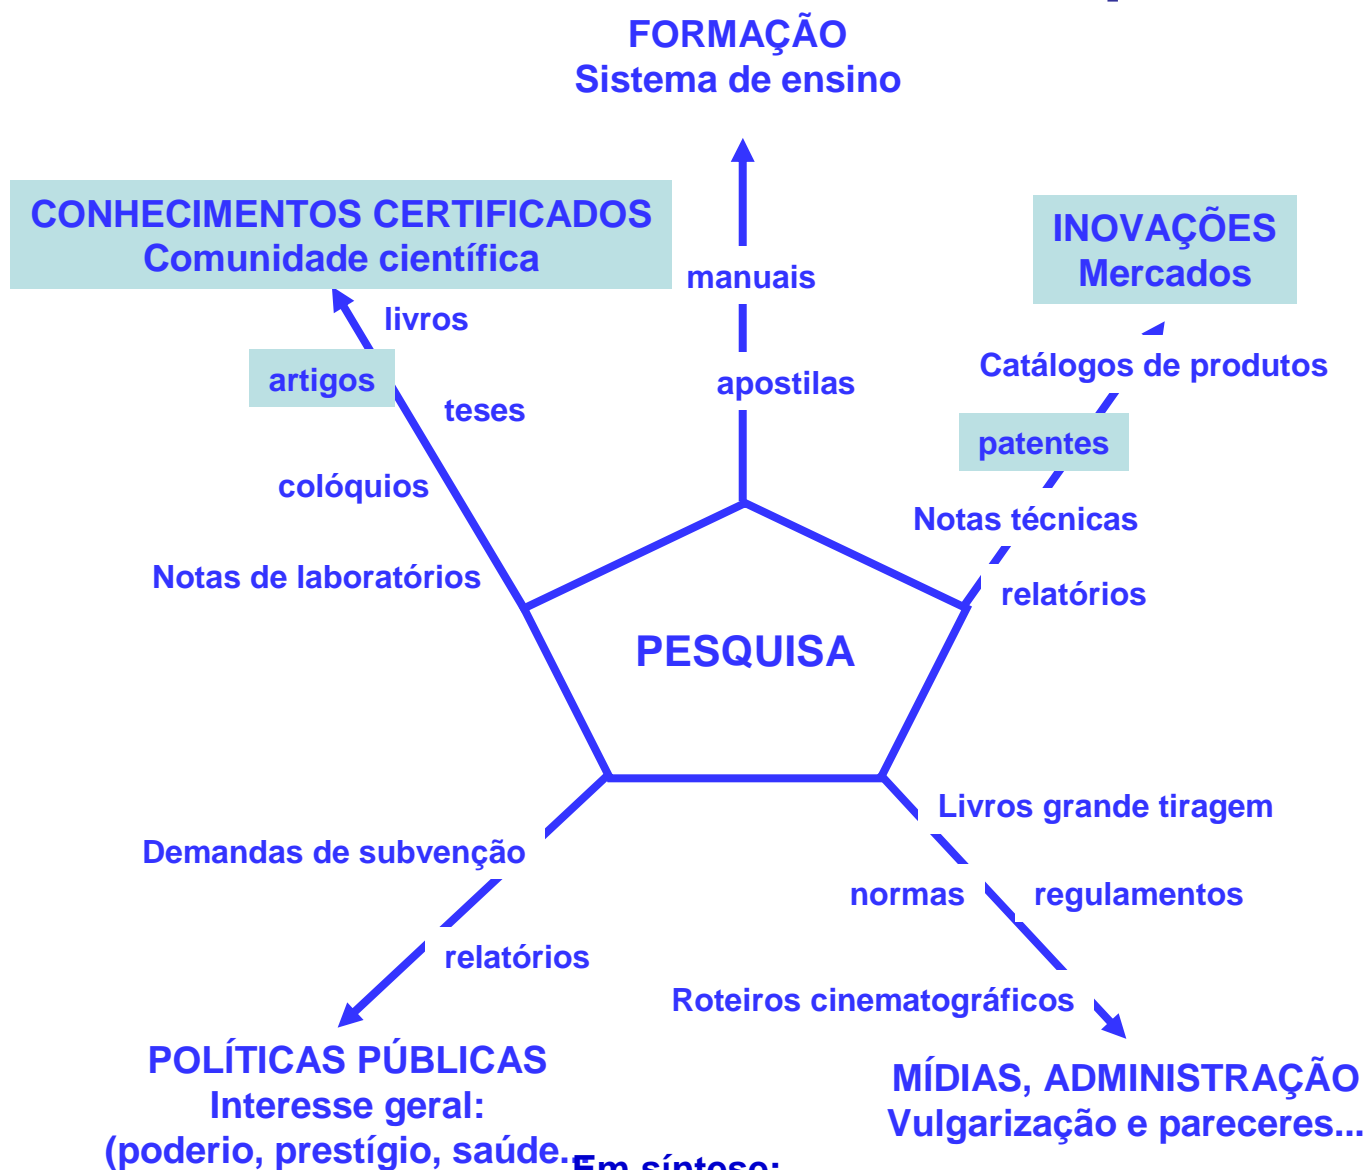 FORMAÇÃO
Sistema de ensino
CONHECIMENTOS CERTIFICADOS
Comunidade científica
INOVAÇÕES
Mercados
manuais
livros
Catálogos de produtos
artigos
apostilas
teses
patentes
colóquios
Notas técnicas
Notas de laboratórios
relatórios
PESQUISA
Livros grande tiragem
Demandas de subvenção
normas
regulamentos
relatórios
Roteiros cinematográficos
POLÍTICAS PÚBLICAS
Interesse geral:
(poderio, prestígio, saúde..
MÍDIAS, ADMINISTRAÇÃO
Vulgarização e pareceres...
Em síntese: